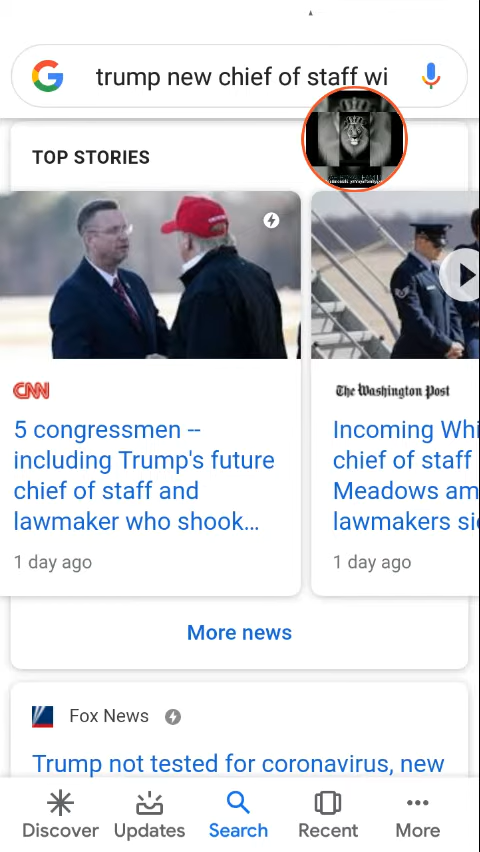 trump new chief of staff wi
TOP STORIES
CNN
5 congressmen --
including Trump's future
chief of staff and
lawmaker who shook...
1 day ago
The Washington Post
Incoming Whi
chief of staff
Meadows am
lawmakers si
1 day ago
More news
Fox News
Trump not tested for coronavirus, new
Discover
Updates
Search
Recent
More